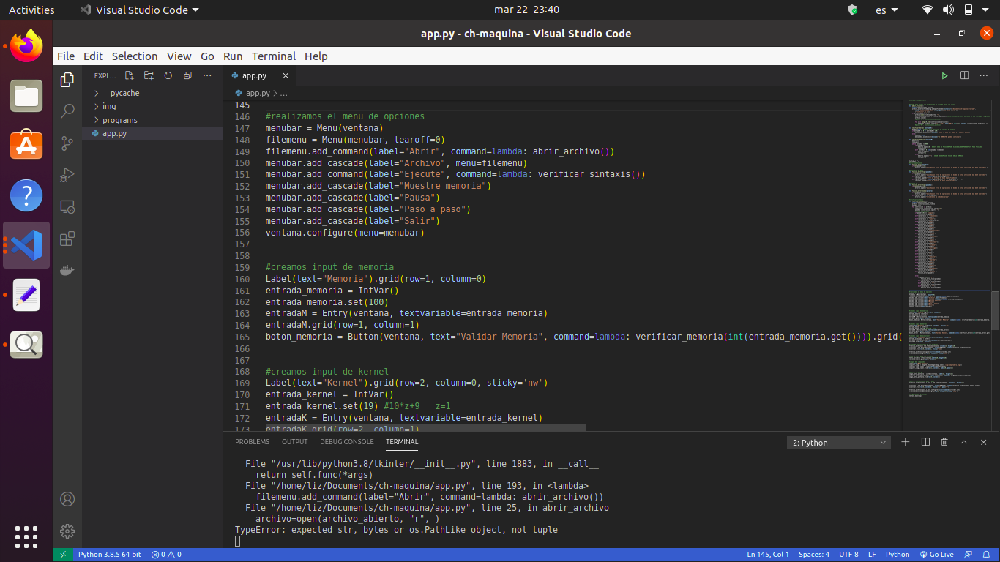 Activities
Visual Studio Code
mar 22 23:40
es
app.py - ch-maquina - Visual Studio Code
File Edit Selection View Go Run Terminal Help
EXPL...
__pycache__
img
programs
app.py
app.py
app.py > ...
145
146 #realizamos el menu de opciones
147 menubar = Menu(ventana)
148 filemenu = Menu(menubar, tearoff=0)
149 filemenu.add_command(label="Abrir", command=lambda: abrir_archivo())
150 menubar.add_cascade(label="Archivo", menu=filemenu)
151 menubar.add_command(label="Ejecute", command=lambda: verificar_sintaxis())
152 menubar.add_cascade(label="Muestre memoria")
153 menubar.add_cascade(label="Pausa")
154 menubar.add_cascade(label="Paso a paso")
155 menubar.add_cascade(label="Salir")
156 ventana.configure(menu=menubar)
157
158
159 #creamos input de memoria
160 Label(text="Memoria").grid(row=1, column=0)
161 entrada_memoria = IntVar()
162 entrada_memoria.set(100)
163 entradaM = Entry(ventana, textvariable=entrada_memoria)
164 entradaM.grid(row=1, column=1)
165 boton_memoria = Button(ventana, text="Validar Memoria", command=lambda: verificar_memoria(int(entrada_memoria.get()))).grid(
166
167
168 #creamos input de kernel
169 Label(text="Kernel").grid(row=2, column=0, sticky='nw')
170 entrada_kernel = IntVar()
171 entrada_kernel.set(19) #10*z+9   z=1
172 entradaK = Entry(ventana, textvariable=entrada_kernel)
173 entradaK.grid(row=2, column=1)
PROBLEMS OUTPUT DEBUG CONSOLE TERMINAL
2: Python
File "/usr/lib/python3.8/tkinter/__init__.py", line 1883, in __call__
return self.func(*args)
File "/home/liz/Documents/ch-maquina/app.py", line 193, in <lambda>
filemenu.add_command(label="Abrir", command=lambda: abrir_archivo())
File "/home/liz/Documents/ch-maquina/app.py", line 25, in abrir_archivo
archivo=open(archivo_abierto, "r", )
TypeError: expected str, bytes or os.PathLike object, not tuple
Python 3.8.5 64-bit 0 0 Ln 145, Col 1 Spaces: 4 UTF-8 LF Python Go Live